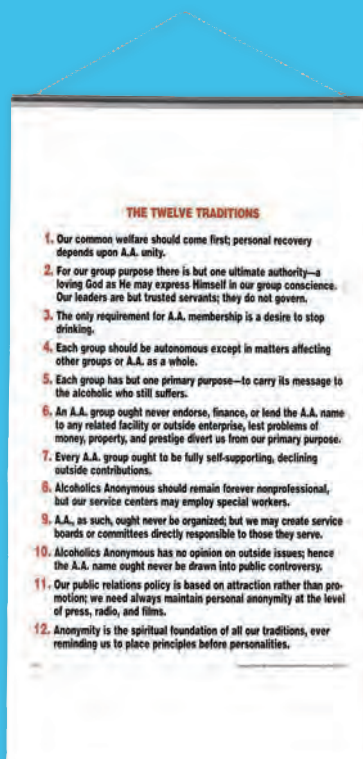 THE TWELVE TRADITIONS
1. Our common welfare should come first; personal recovery
depends upon A.A. unity.
2. For our group purpose there is but one ultimate authority—a
loving God as He may express Himself in our group conscience.
Our leaders are but trusted servants; they do not govern.
3. The only requirement for A.A. membership is a desire to stop
drinking.
4. Each group should be autonomous except in matters affecting
other groups or A.A. as a whole.
5. Each group has but one primary purpose—to carry its message to
the alcoholic who still suffers.
6. An A.A. group ought never endorse, finance, or lend the A.A. name
to any related facility or outside enterprise, lest problems of
money, property, and prestige divert us from our primary purpose.
7. Every A.A. group ought to be fully self-supporting, declining
outside contributions.
8. Alcoholics Anonymous should remain forever nonprofessional,
but our service centers may employ special workers.
9. A.A., as such, ought never be organized; but we may create service
boards or committees directly responsible to those they serve.
10. Alcoholics Anonymous has no opinion on outside issues; hence
the A.A. name ought never be drawn into public controversy.
11. Our public relations policy is based on attraction rather than pro-
motion; we need always maintain personal anonymity at the level
of press, radio, and films.
12. Anonymity is the spiritual foundation of all our traditions, ever
reminding us to place principles before personalities.